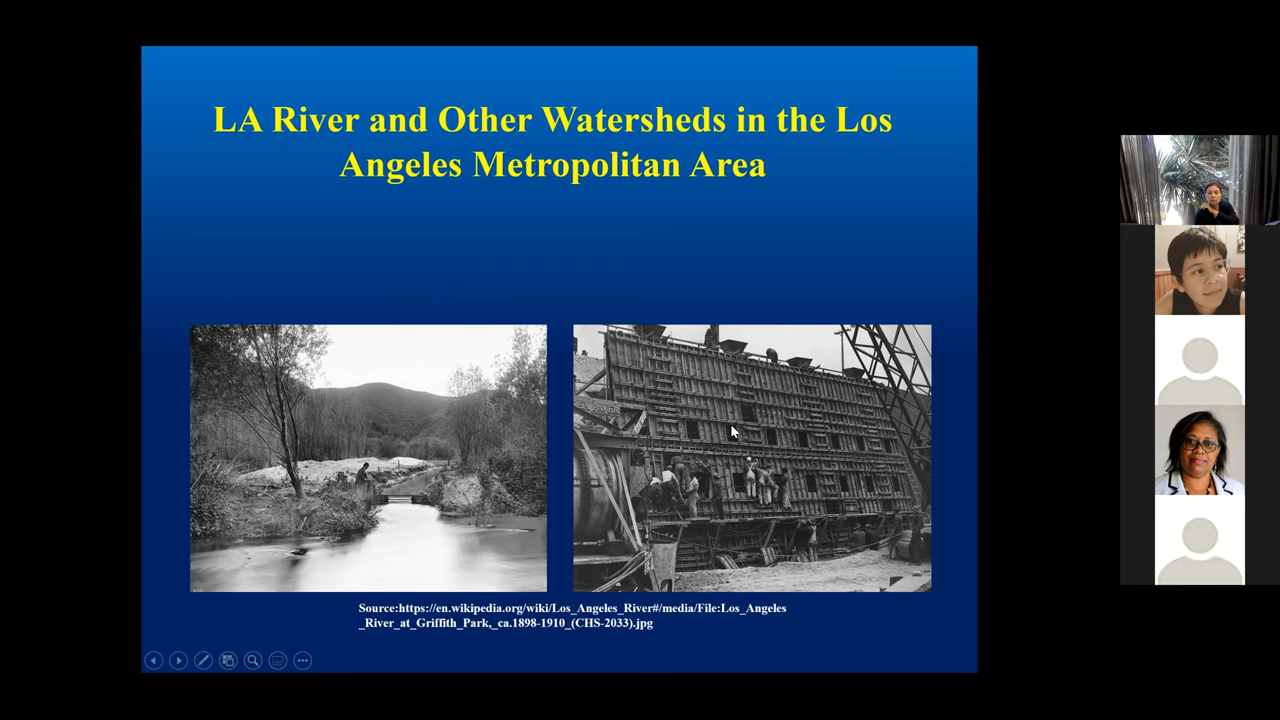 LA River and Other Watersheds in the Los
Angeles Metropolitan Area
Source:https://en.wikipedia.org/wiki/Los_Angeles_River#/media/File:Los_Angeles
_River_at_Griffith_Park,_ca.1898-1910_(CHS-2033).jpg